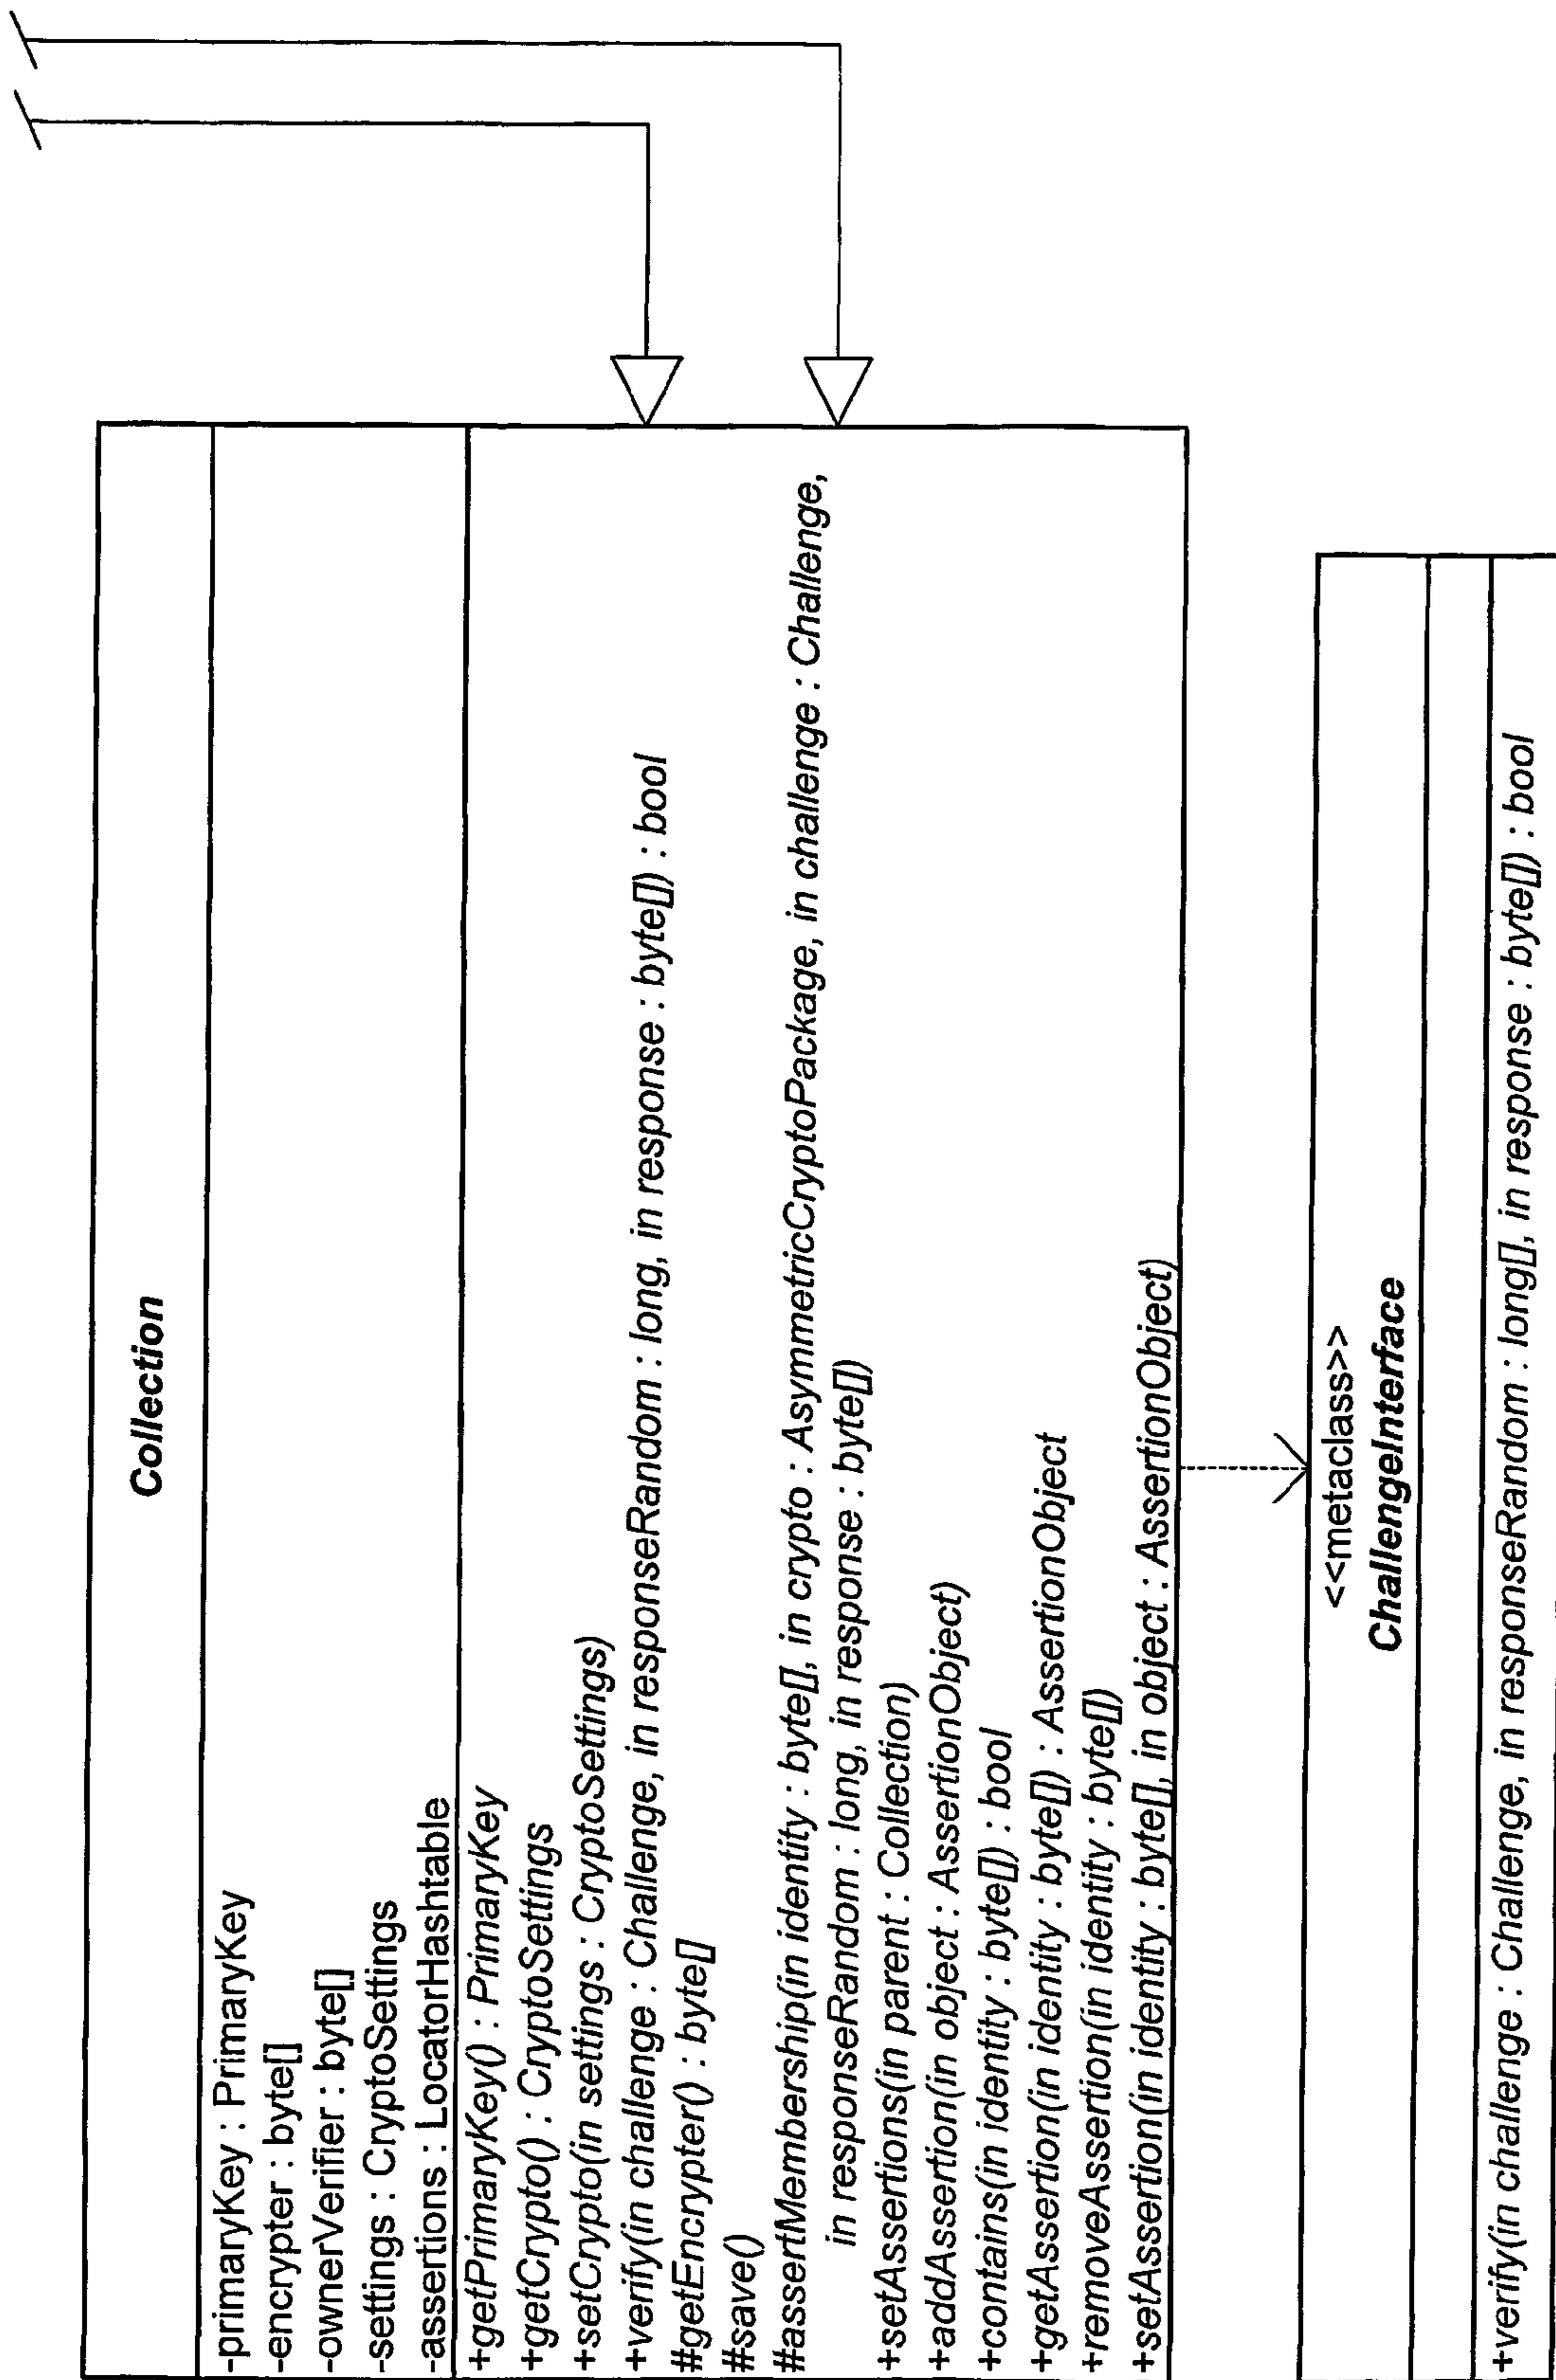 Collection
-primaryKey : PrimaryKey
-encrypter : byte[]
-ownerVerifier : byte[]
-settings : CryptoSettings
-assertions : LocatorHashtable
+getPrimaryKey() : PrimaryKey
+getCrypto() : CryptoSettings
+setCrypto(in settings : CryptoSettings)
+verify(in challenge : Challenge, in responseRandom : long, in response : byte[]) : bool
#getEncrypter() : byte[]
#save()
#assertMembership(in identity : byte[], in crypto : AsymmetricCryptoPackage, in challenge : Challenge,
in responseRandom : long, in response : byte[])
+setAssertions(in parent : Collection)
+addAssertion(in object : AssertionObject)
+contains(in identity : byte[]) : bool
+getAssertion(in identity : byte[]) : AssertionObject
+removeAssertion(in identity : byte[])
+setAssertion(in identity : byte[], in object : AssertionObject)
<<metaclass>>
ChallengeInterface
+verify(in challenge : Challenge, in responseRandom : long[], in response : byte[]) : bool